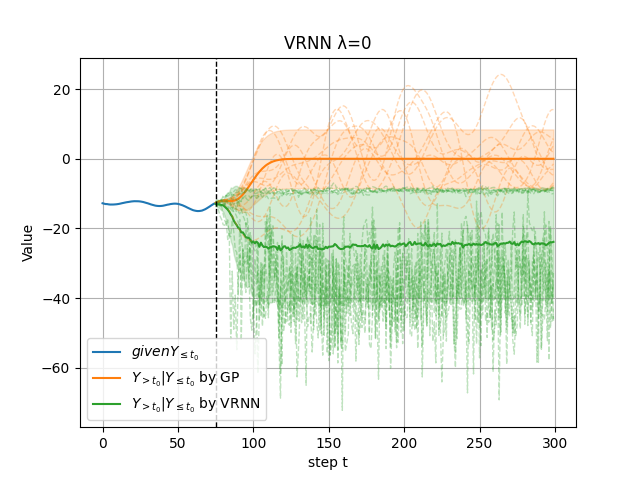 VRNN λ=0
Value
20
0
−20
−40
−60
given Y≤t₀
Y>t₀|Y≤t₀ by GP
Y>t₀|Y≤t₀ by VRNN
0 50 100 150 200 250 300
step t